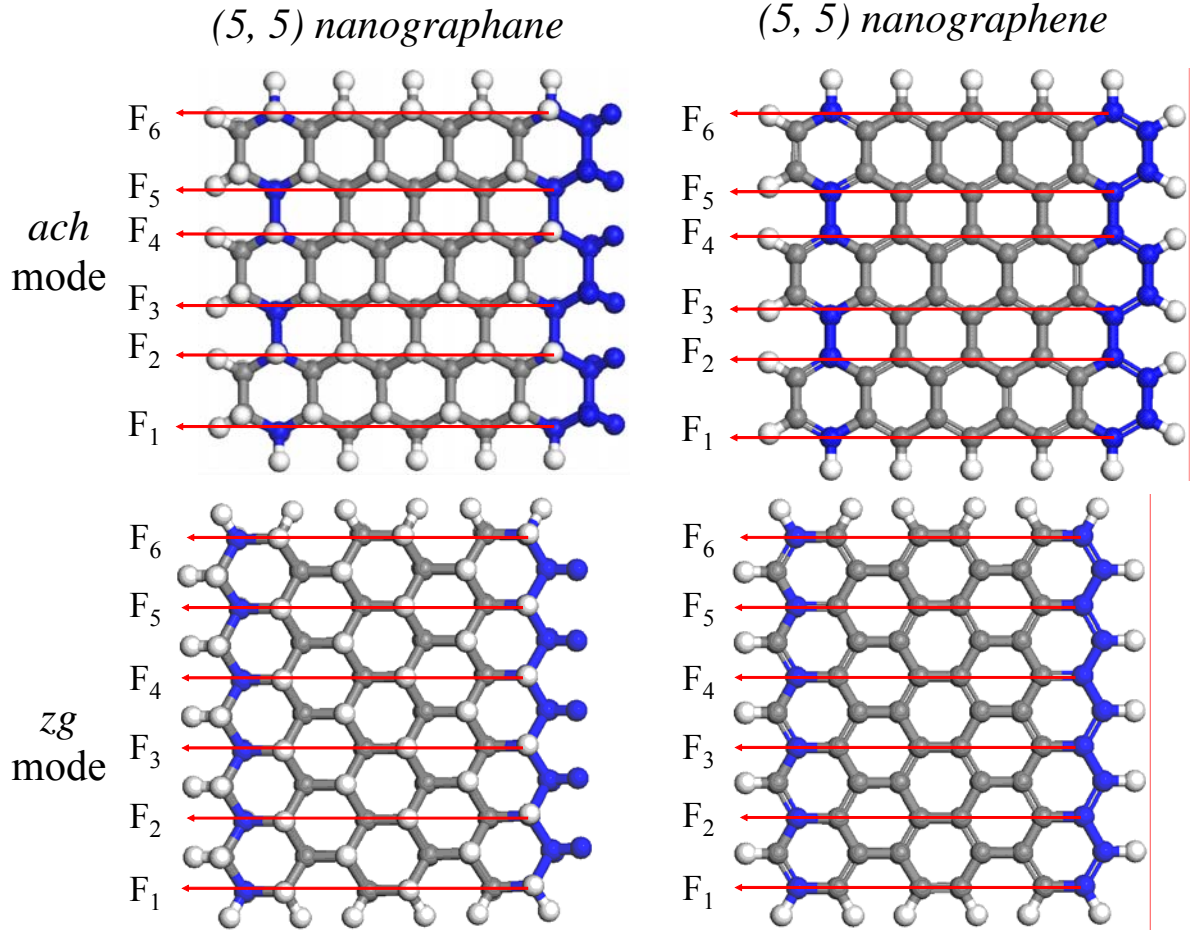 (5, 5) nanographane
(5, 5) nanographene
ach
mode
F6
F5
F4
F3
F2
F1
F6
F5
F4
F3
F2
F1
zg
mode
F6
F5
F4
F3
F2
F1
F6
F5
F4
F3
F2
F1